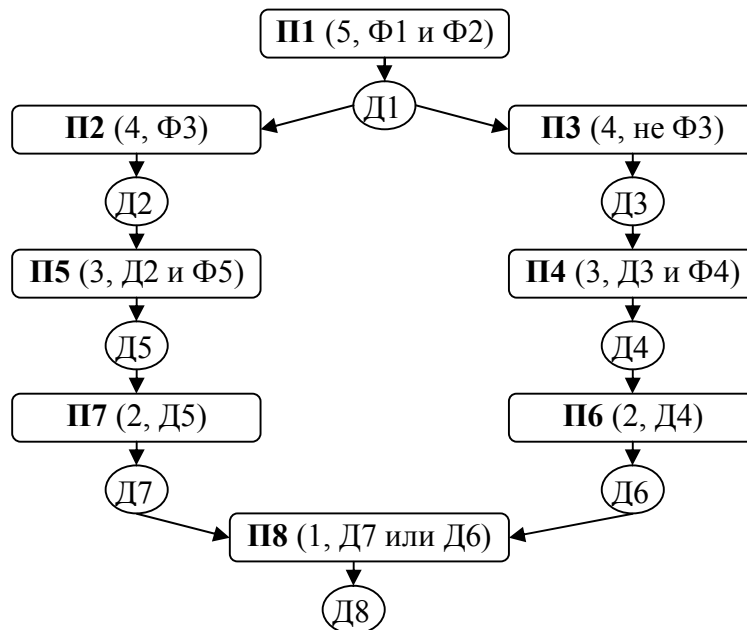 П1 (5, Ф1 и Ф2)
Д1
П2 (4, Ф3)
П3 (4, не Ф3)
Д2
Д3
П5 (3, Д2 и Ф5)
П4 (3, Д3 и Ф4)
Д5
Д4
П7 (2, Д5)
П6 (2, Д4)
Д7
Д6
П8 (1, Д7 или Д6)
Д8